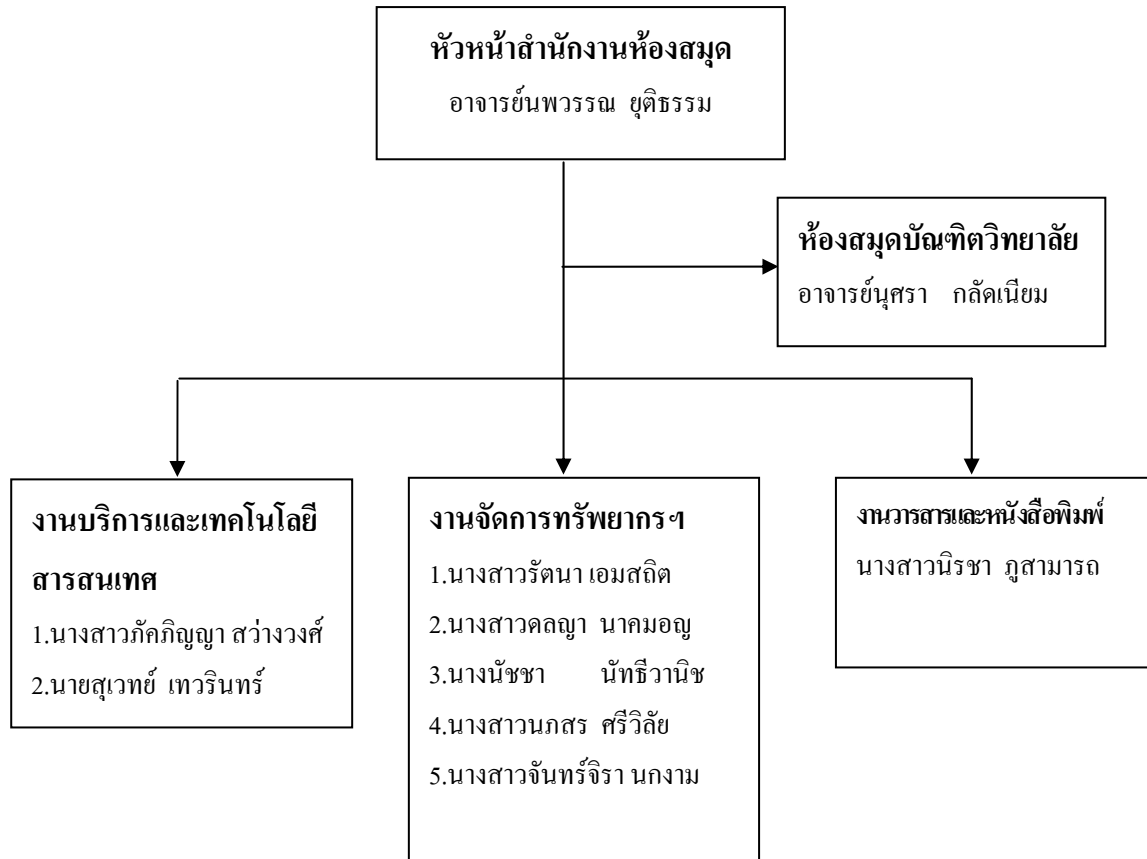 หัวหน้าสำนักงานห้องสมุด
อาจารย์นพวรรณ ยุติธรรม
ห้องสมุดบัณฑิตวิทยาลัย
อาจารย์นุศรา กลัดเนียม
งานบริการและเทคโนโลยี
สารสนเทศ
1.นางสาวภัคภิญญา สว่างวงศ์
2.นายสุเวทย์ เทวรินทร์
งานจัดการทรัพยากรฯ
1.นางสาวรัตนา เอมสถิต
2.นางสาวดลญา นาคมอญ
3.นางนัชชา นัทธีวานิช
4.นางสาวนภสร ศรีวิลัย
5.นางสาวจันทร์จิรา นกงาม
งานวารสารและหนังสือพิมพ์
นางสาวนิรชา ภูสามารถ